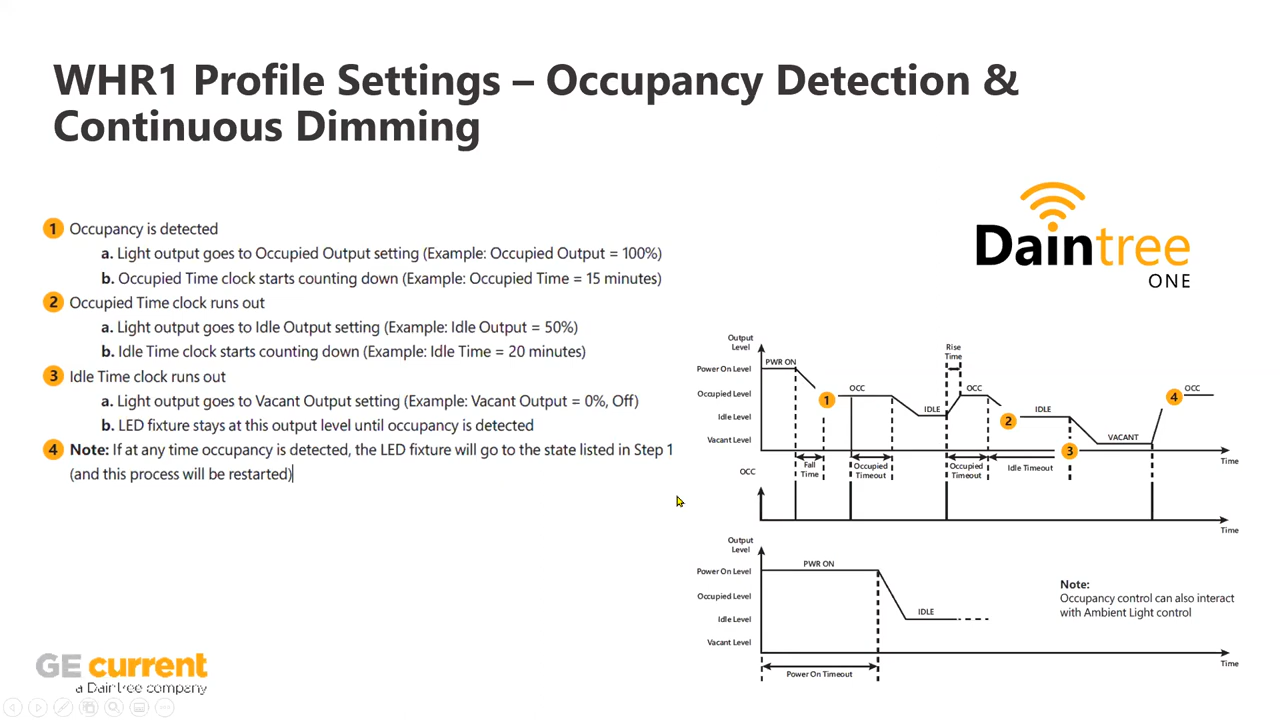 WHR1 Profile Settings – Occupancy Detection &
Continuous Dimming
1 Occupancy is detected
a. Light output goes to Occupied Output setting (Example: Occupied Output = 100%)
b. Occupied Time clock starts counting down (Example: Occupied Time = 15 minutes)
2 Occupied Time clock runs out
a. Light output goes to Idle Output setting (Example: Idle Output = 50%)
b. Idle Time clock starts counting down (Example: Idle Time = 20 minutes)
3 Idle Time clock runs out
a. Light output goes to Vacant Output setting (Example: Vacant Output = 0%, Off)
b. LED fixture stays at this output level until occupancy is detected
4 Note: If at any time occupancy is detected, the LED fixture will go to the state listed in Step 1
(and this process will be restarted)
Daintree
ONE
Output
Level
Rise
Time
PWR ON
Power On Level
Occupied Level
Idle Level
Vacant Level
1
OCC
IDLE
OCC
2
IDLE
3
VACANT
4
OCC
Time
Fall
Time
Occupied
Timeout
Occupied
Timeout
Idle Timeout
OCC
Time
Output
Level
PWR ON
Power On Level
Occupied Level
Idle Level
Vacant Level
IDLE
Time
Power On Timeout
Note:
Occupancy control can also interact
with Ambient Light control
GE current
a Daintree company